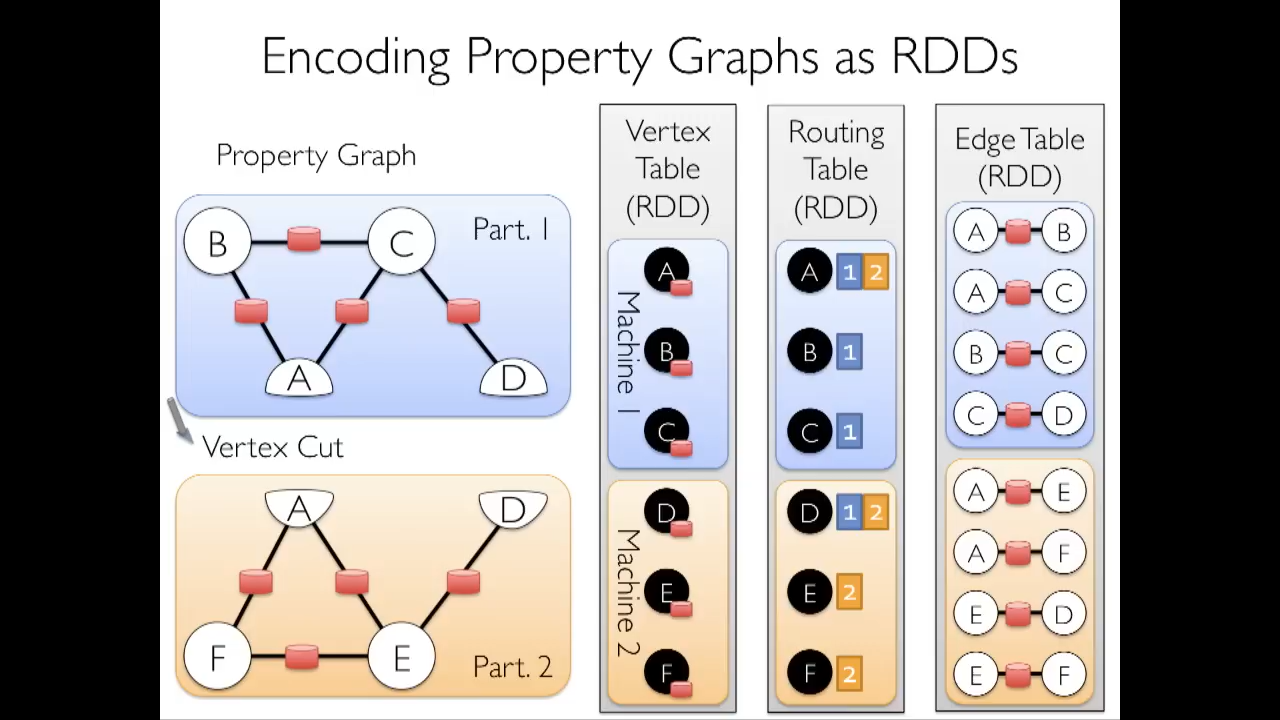 Encoding Property Graphs as RDDs
Property Graph
B
C
Part. 1
A
D
Vertex Cut
A
D
F
E
Part. 2
Vertex
Table
(RDD)
Machine 1
A
B
C
Machine 2
D
E
F
Routing
Table
(RDD)
A 1 2
B 1
C 1
D 1 2
E 2
F 2
Edge Table
(RDD)
A B
A C
B C
C D
A E
A F
E D
E F